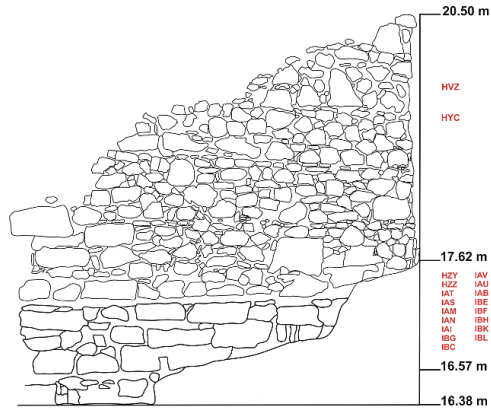 20.50 m
HVZ
HYC
17.62 m
HZY IAV
HZZ IAU
IAT IAB
IAS IBE
IAM IBF
IAN IBH
IAI IBK
IBG IBL
IBC
16.57 m
16.38 m